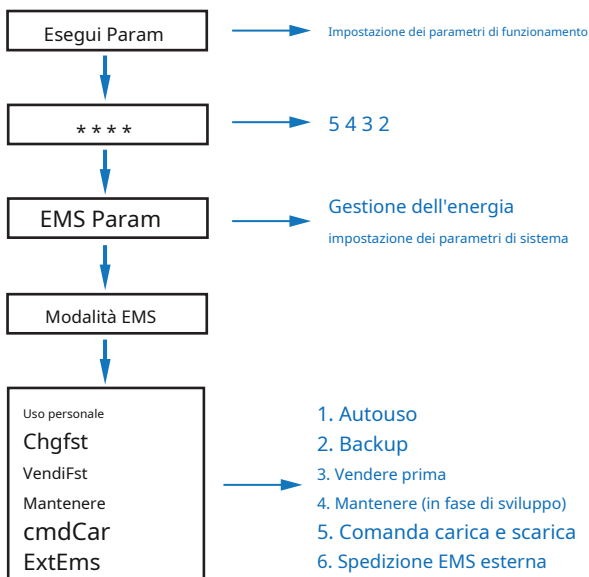 Esegui Param
Impostazione dei parametri di funzionamento
* * * *
5 4 3 2
EMS Param
Gestione dell'energia
impostazione dei parametri di sistema
Modalità EMS
Uso personale
Chgfst
VendiFst
Mantenere
cmdCar
ExtEms
1. Autouso
2. Backup
3. Vendere prima
4. Mantenere (in fase di sviluppo)
5. Comanda carica e scarica
6. Spedizione EMS esterna